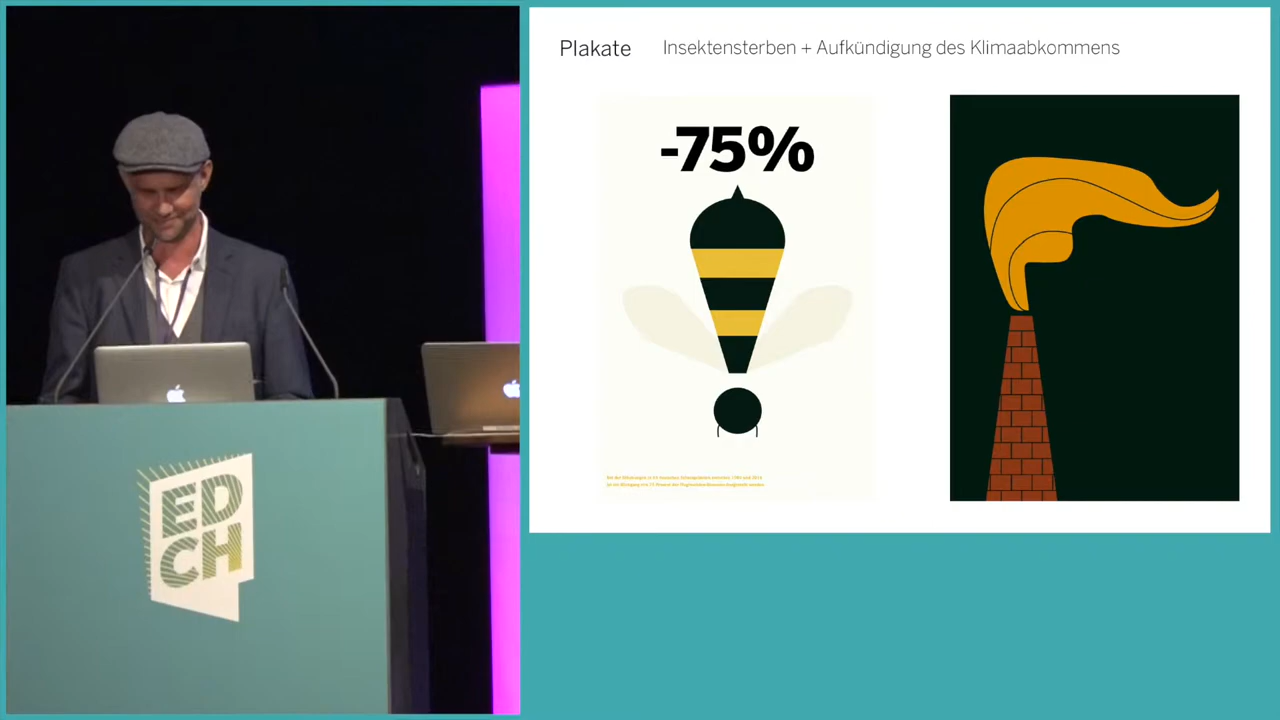 Plakate Insektensterben + Aufkündigung des Klimaabkommens
-75%
ED
CH